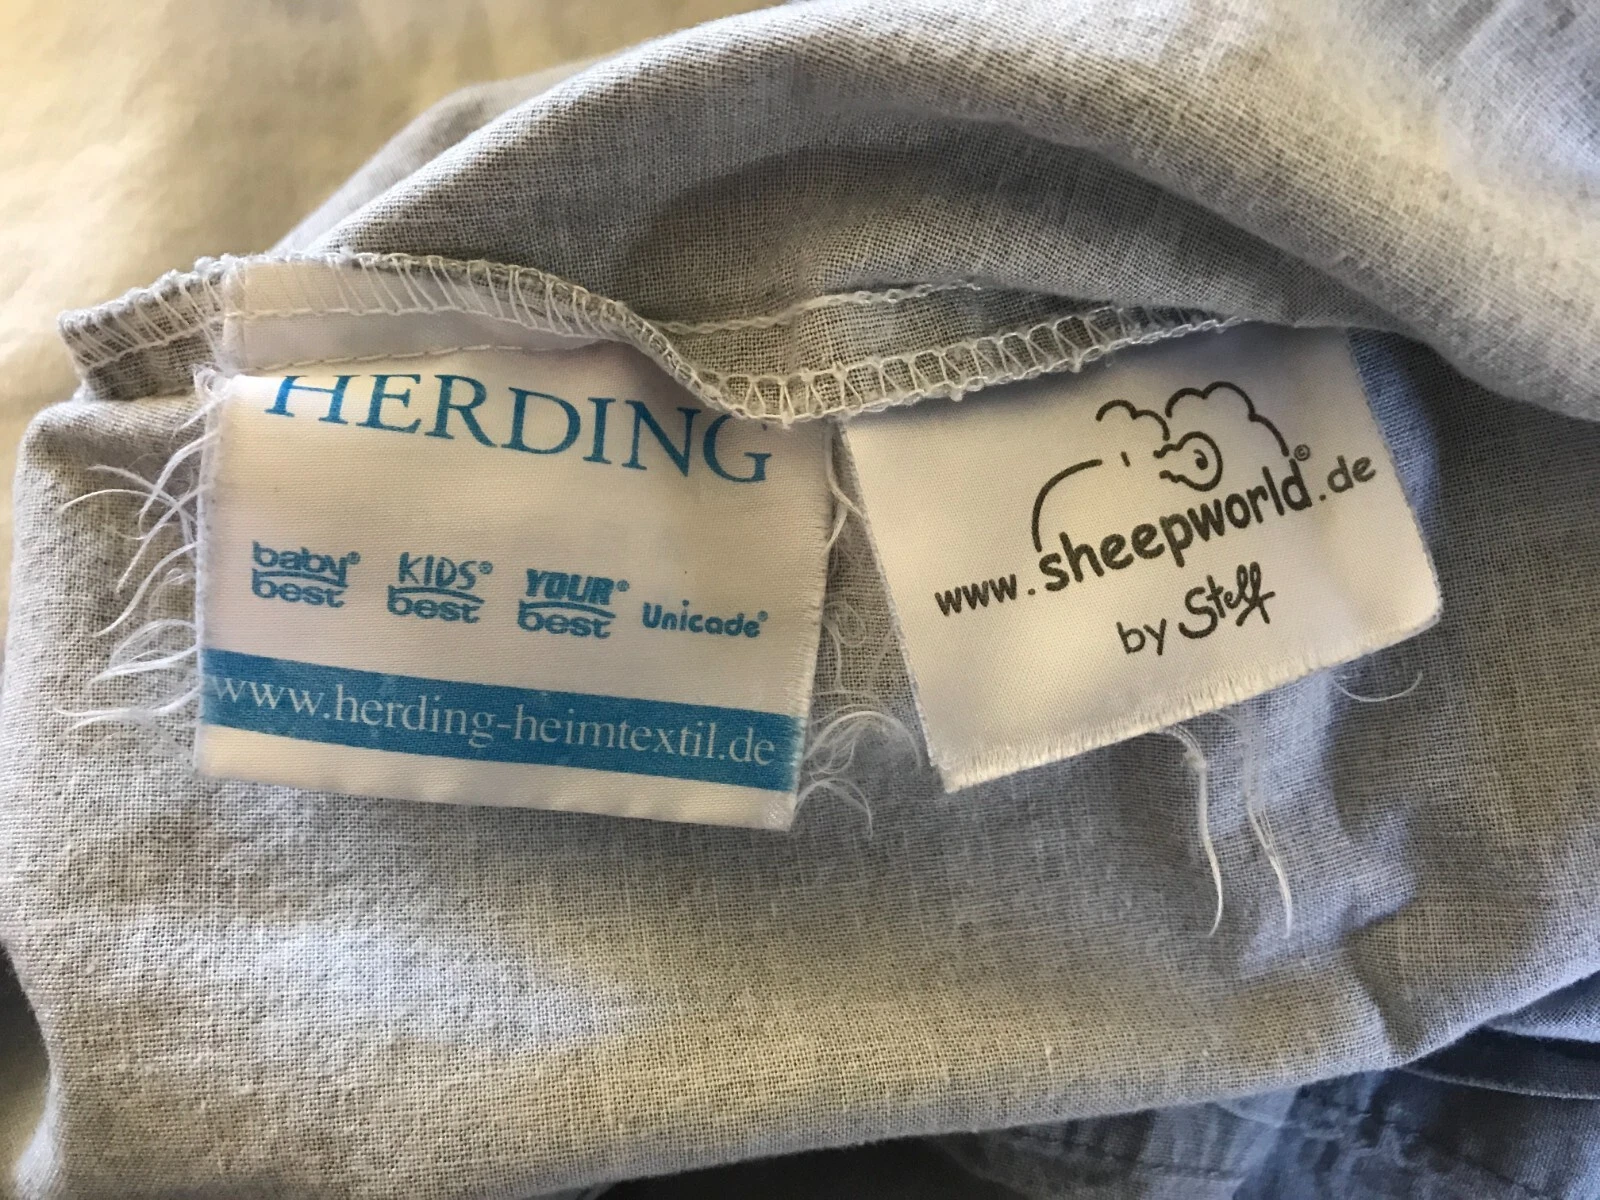 HERDING
baby® KIDS® YOUR® Unicade®
best best best
www.herding-heimtextil.de
www.sheepworld©.de
by Steff